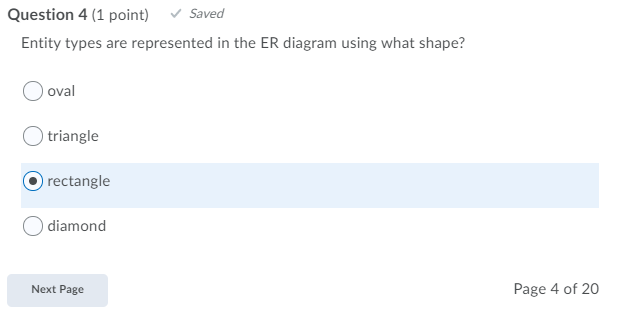 Question 4 (1 point) ✓ Saved
Entity types are represented in the ER diagram using what shape?
oval
triangle
rectangle
diamond
Next Page Page 4 of 20